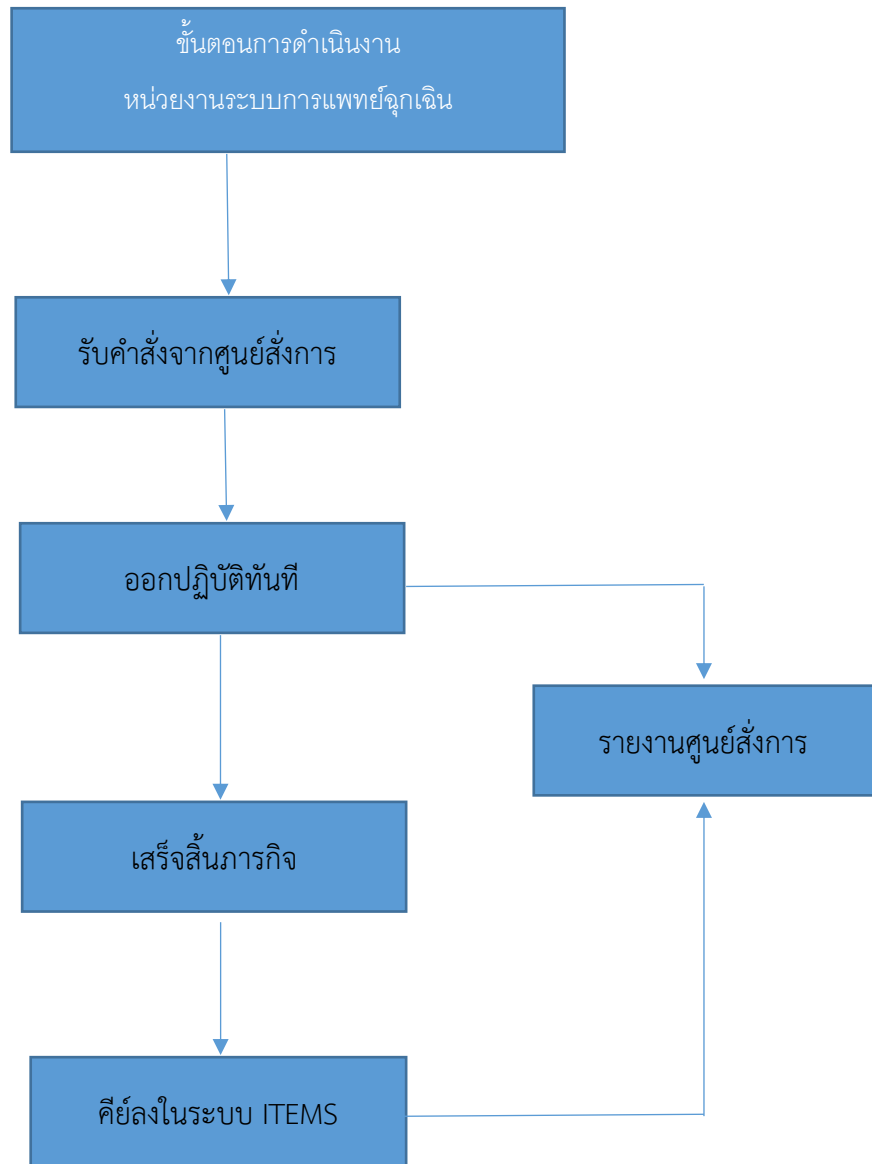 ขั้นตอนการดำเนินงาน
หน่วยงานระบบการแพทย์ฉุกเฉิน
รับคำสั่งจากศูนย์สั่งการ
ออกปฏิบัติทันที
รายงานศูนย์สั่งการ
เสร็จสิ้นภารกิจ
คีย์ลงในระบบ ITEMS